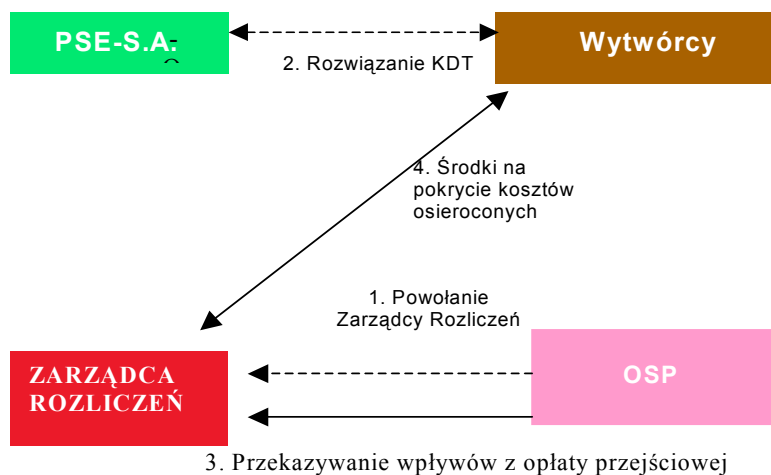 PSE-S.A.
Wytwórcy
2. Rozwiązanie KDT
4. Środki na
pokrycie kosztów
osieroconych
1. Powołanie
Zarządcy Rozliczeń
ZARZĄDCA
ROZLICZEŃ
OSP
3. Przekazywanie wpływów z opłaty przejściowej